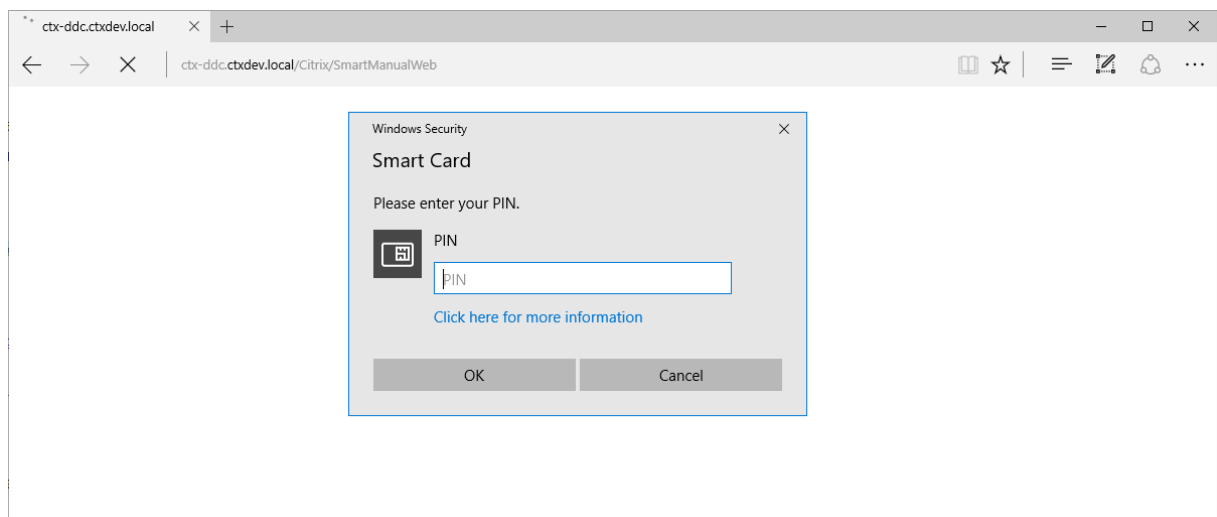 ctx-ddc.ctxdev.local
ctx-ddc.ctxdev.local/Citrix/SmartManualWeb
Windows Security
Smart Card
Please enter your PIN.
PIN
PIN
Click here for more information
OK Cancel